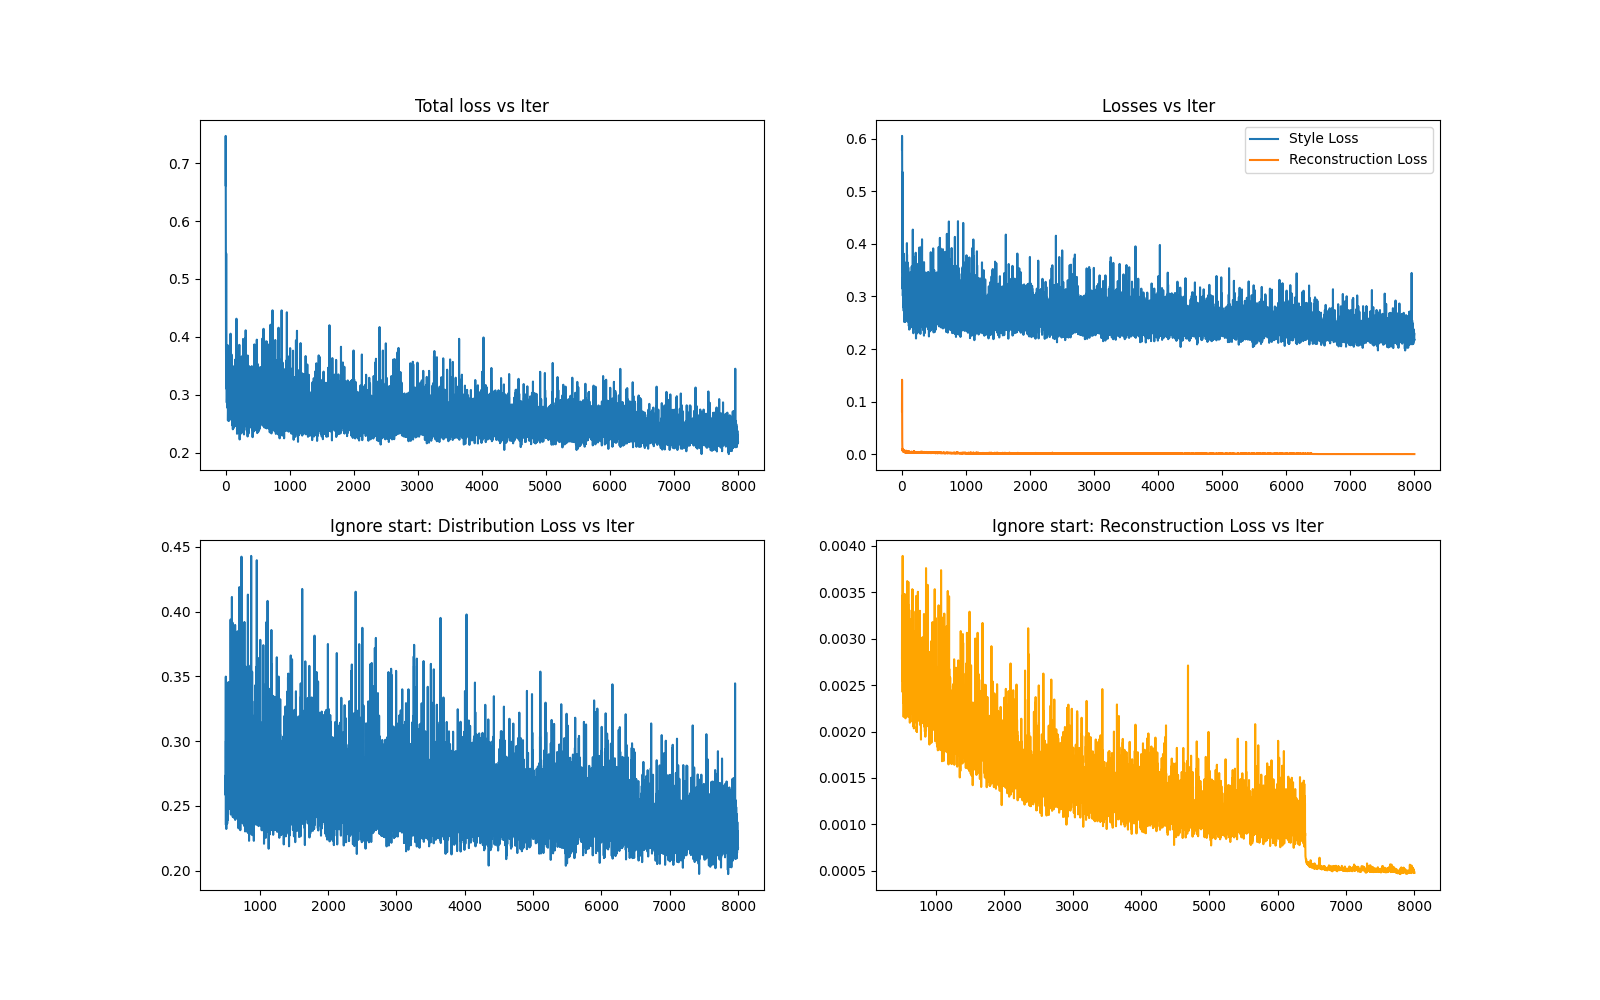 Total loss vs Iter
0.7
0.6
0.5
0.4
0.3
0.2
0 1000 2000 3000 4000 5000 6000 7000 8000
Losses vs Iter
Style Loss
Reconstruction Loss
0.6
0.5
0.4
0.3
0.2
0.1
0.0
0 1000 2000 3000 4000 5000 6000 7000 8000
Ignore start: Distribution Loss vs Iter
0.45
0.40
0.35
0.30
0.25
0.20
1000 2000 3000 4000 5000 6000 7000 8000
Ignore start: Reconstruction Loss vs Iter
0.0040
0.0035
0.0030
0.0025
0.0020
0.0015
0.0010
0.0005
1000 2000 3000 4000 5000 6000 7000 8000